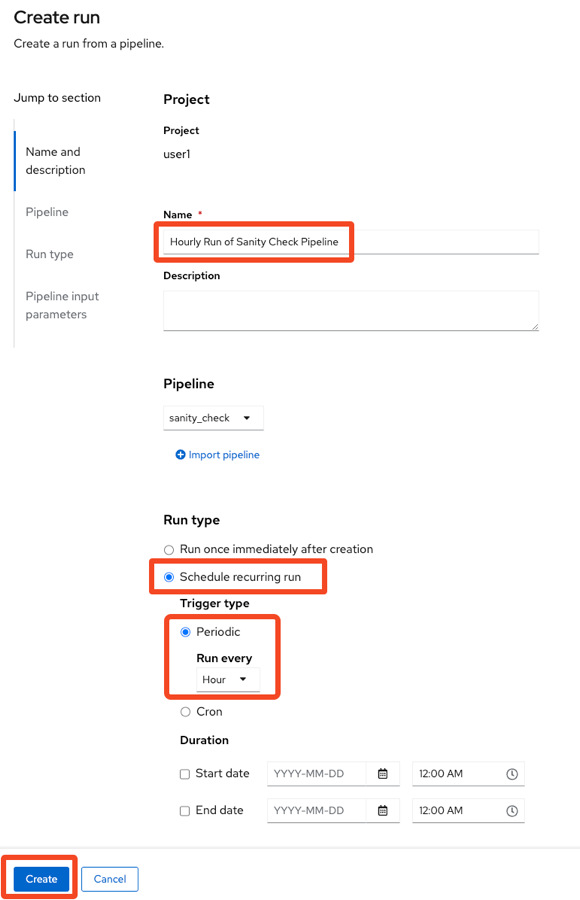 Create run
Create a run from a pipeline.
Jump to section
Name and
description
Pipeline
Run type
Pipeline input
parameters
Project
Project
user1
Name *
Hourly Run of Sanity Check Pipeline
Description
Pipeline
sanity_check
Import pipeline
Run type
Run once immediately after creation
Schedule recurring run
Trigger type
Periodic
Run every
Hour
Cron
Duration
Start date YYYY-MM-DD 12:00 AM
End date YYYY-MM-DD 12:00 AM
Create Cancel